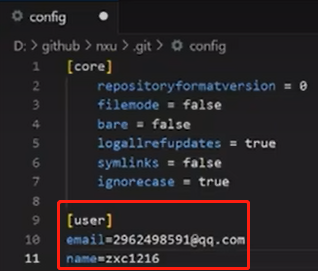 config
D: > github > nxu > .git > config
1 [core]
2 repositoryformatversion = 0
3 filemode = false
4 bare = false
5 logallrefupdates = true
6 symlinks = false
7 ignorecase = true
8
9 [user]
10 email=2962498591@qq.com
11 name=zxc1216